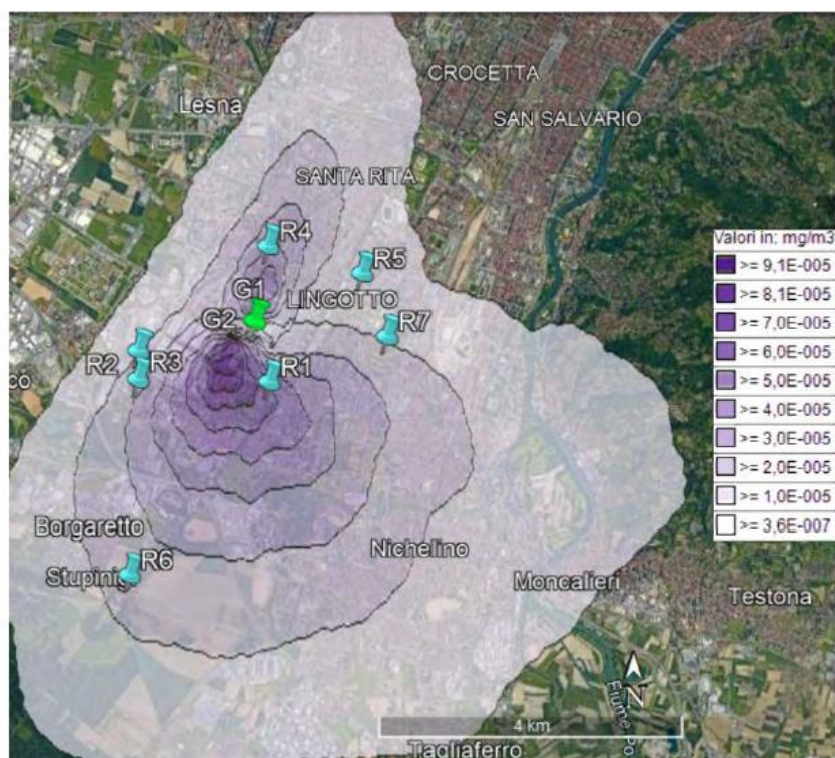 CROCETTA
Lesna
SAN SALVARIO
SANTA RITA
R4
R5
G1
LINGOTTO
G2
R7
R2
R3
R1
co
Borgaretto
Stupinigi
R6
Nichelino
Moncalieri
Testona
N
4 km
Fiume Po
Tagliaferro
Valori in: mg/m3
>= 9,1E-005
>= 8,1E-005
>= 7,0E-005
>= 6,0E-005
>= 5,0E-005
>= 4,0E-005
>= 3,0E-005
>= 2,0E-005
>= 1,0E-005
>= 3,6E-007